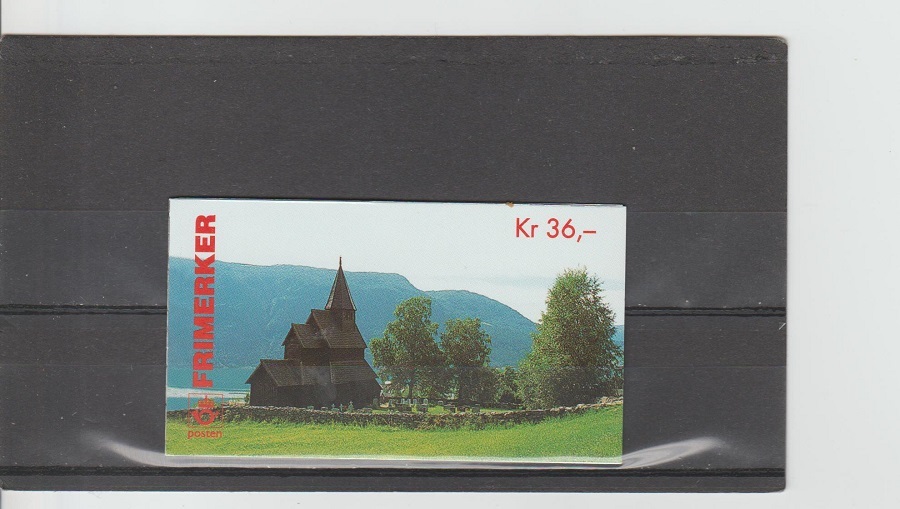 Kr 36,–
FRIMERKER
posten